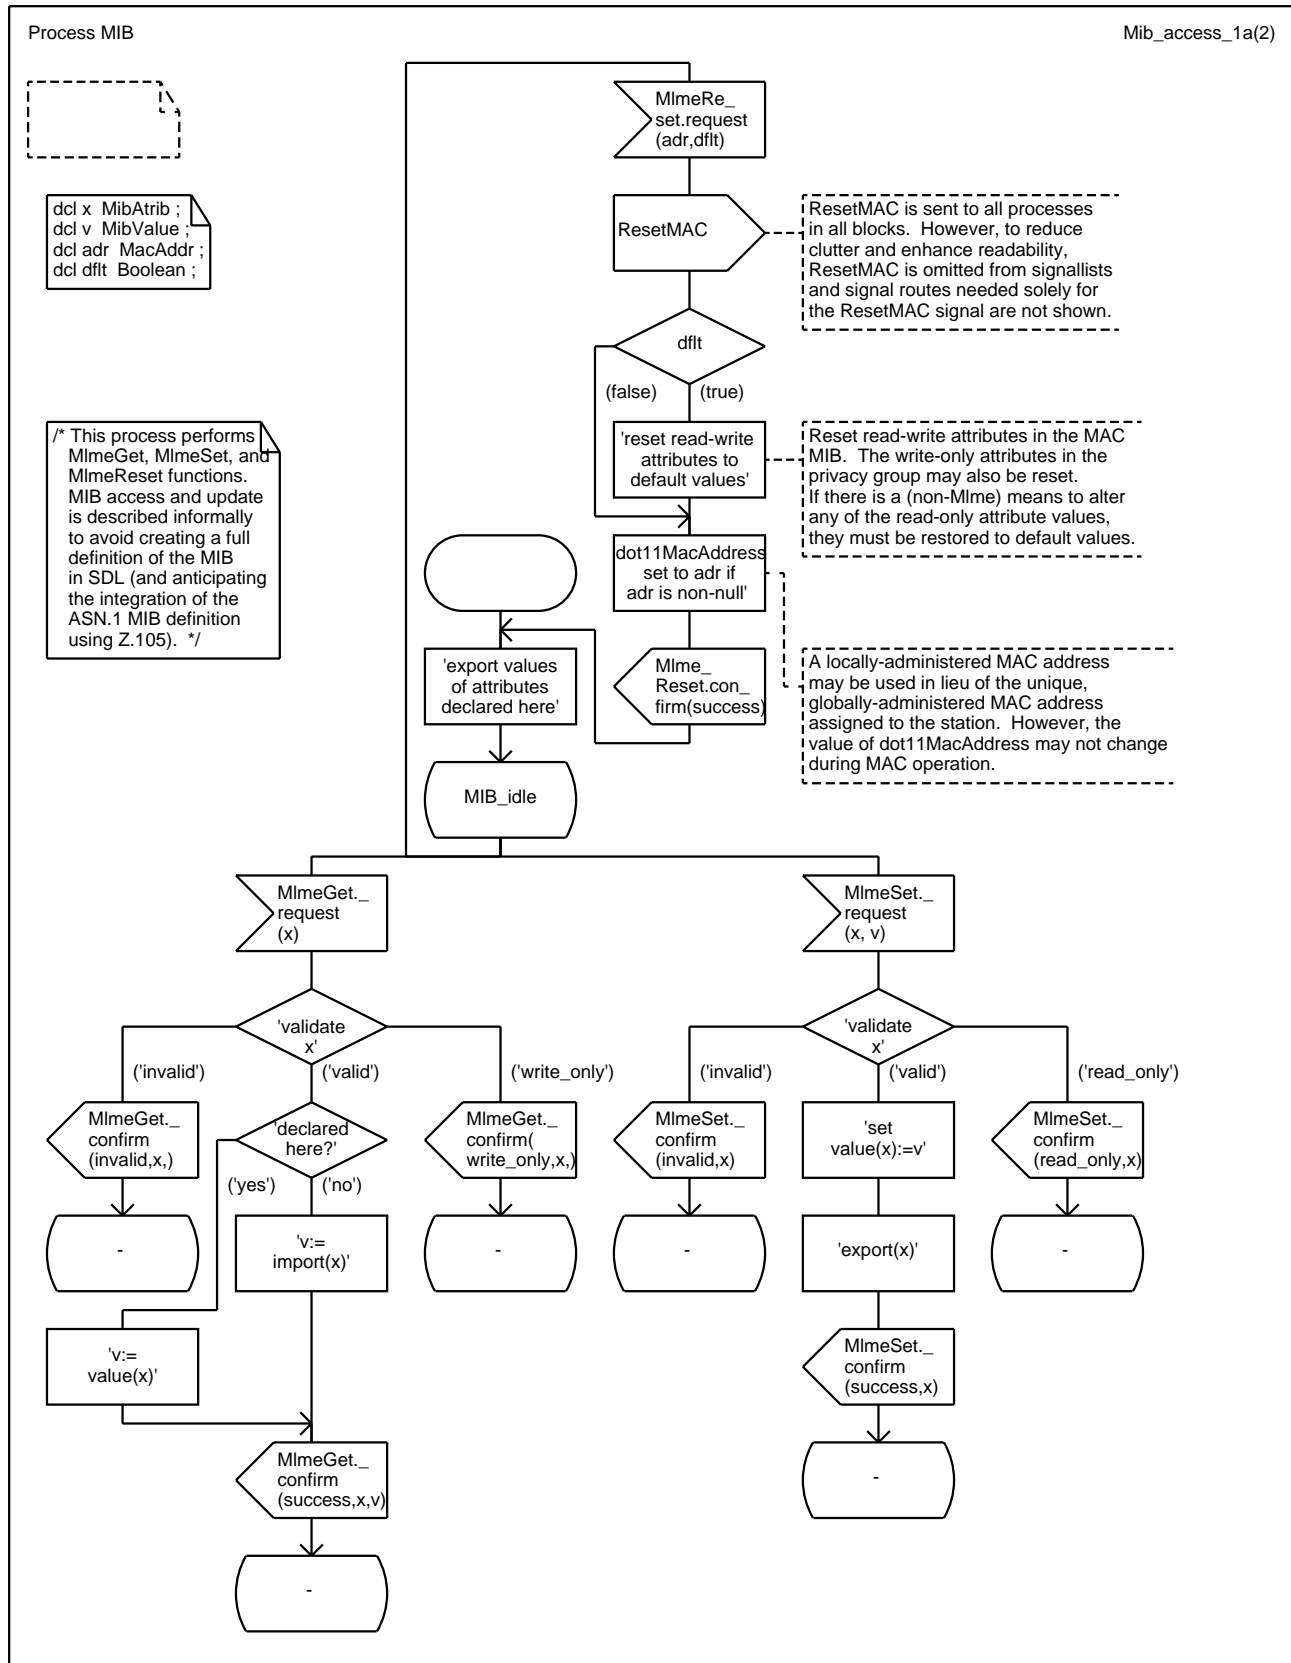 Process MIB
Mib_access_1a(2)
MlmeRe_
set.request
(adr,dflt)
dcl x MibAtrib ;
dcl v MibValue ;
dcl adr MacAddr ;
dcl dflt Boolean ;
ResetMAC
ResetMAC is sent to all processes
in all blocks. However, to reduce
clutter and enhance readability,
ResetMAC is omitted from signallists
and signal routes needed solely for
the ResetMAC signal are not shown.
dflt
(false)
(true)
/* This process performs
MlmeGet, MlmeSet, and
MlmeReset functions.
MIB access and update
is described informally
to avoid creating a full
definition of the MIB
in SDL (and anticipating
the integration of the
ASN.1 MIB definition
using Z.105). */
'reset read-write
attributes to
default values'
Reset read-write attributes in the MAC
MIB. The write-only attributes in the
privacy group may also be reset.
If there is a (non-Mlme) means to alter
any of the read-only attribute values,
they must be restored to default values.
dot11MacAddress
set to adr if
adr is non-null'
'export values
of attributes
declared here'
Mlme_
Reset.con_
firm(success)
A locally-administered MAC address
may be used in lieu of the unique,
globally-administered MAC address
assigned to the station. However, the
value of dot11MacAddress may not change
during MAC operation.
MIB_idle
MlmeGet._
request
(x)
MlmeSet._
request
(x, v)
'validate
x'
'validate
x'
('invalid')
('valid')
('write_only')
('invalid')
('valid')
('read_only')
MlmeGet._
confirm
(invalid,x,)
'declared
here?'
MlmeGet._
confirm(
write_only,x,)
MlmeSet._
confirm
(invalid,x)
'set
value(x):=v'
MlmeSet._
confirm
(read_only,x)
('yes')
('no')
-
'v:=
import(x)'
-
-
'export(x)'
-
'v:=
value(x)'
MlmeSet._
confirm
(success,x)
MlmeGet._
confirm
(success,x,v)
-
-